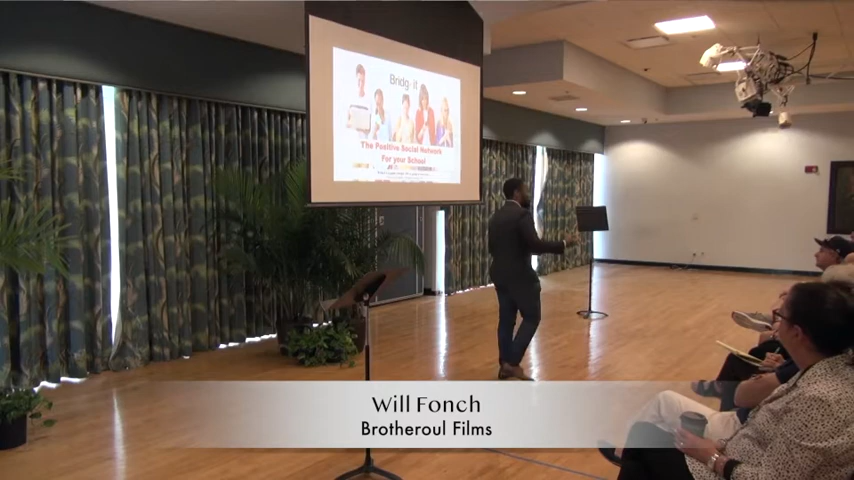 Bridg it
The Positive Social Network
For your School
Will Fonch
Brotheroul Films